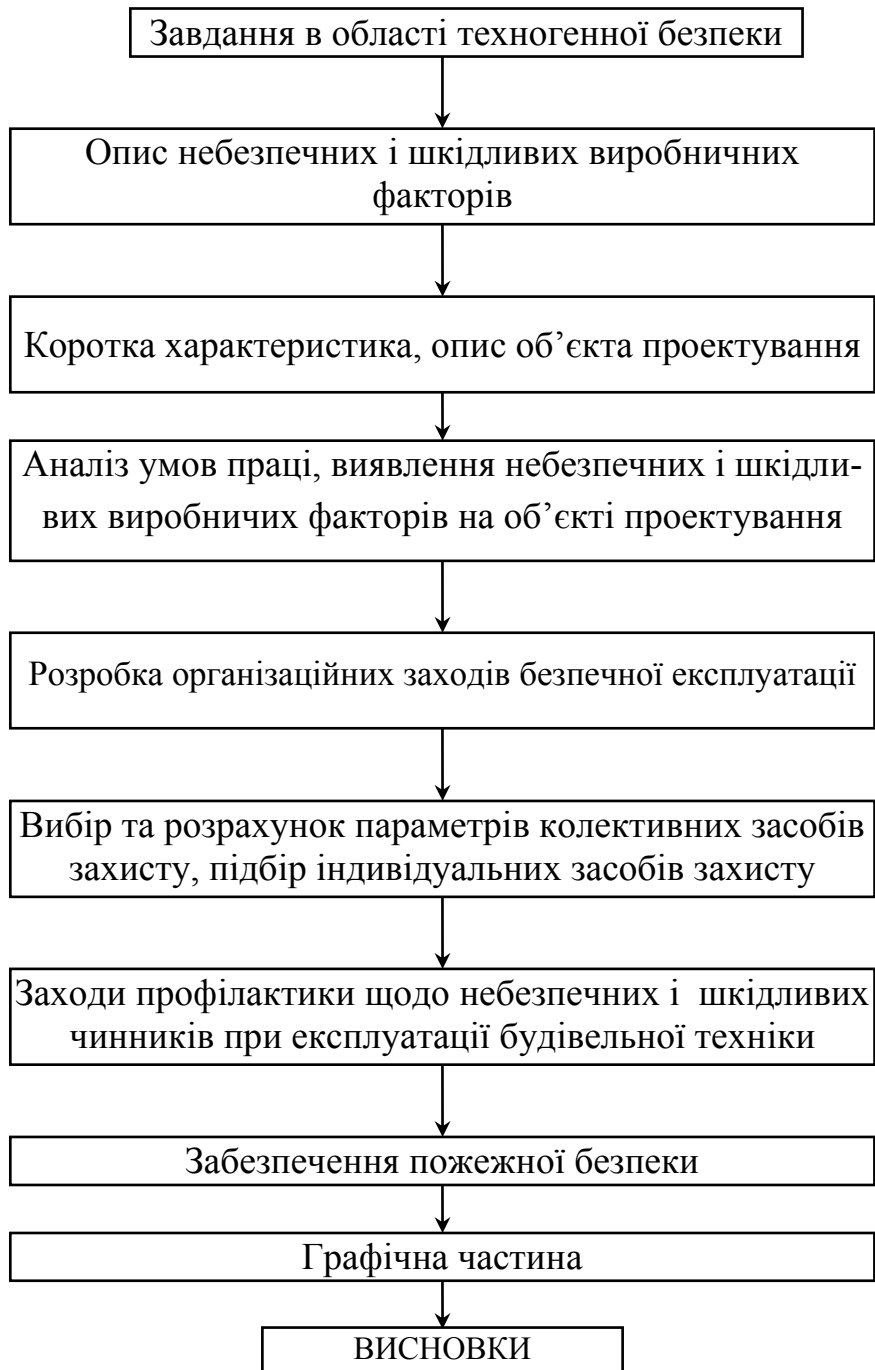 Завдання в області техногенної безпеки
Опис небезпечних і шкідливих виробничих
факторів
Коротка характеристика, опис об’єкта проектування
Аналіз умов праці, виявлення небезпечних і шкідли-
вих виробничих факторів на об’єкті проектування
Розробка організаційних заходів безпечної експлуатації
Вибір та розрахунок параметрів колективних засобів
захисту, підбір індивідуальних засобів захисту
Заходи профілактики щодо небезпечних і шкідливих
чинників при експлуатації будівельної техніки
Забезпечення пожежної безпеки
Графічна частина
ВИСНОВКИ